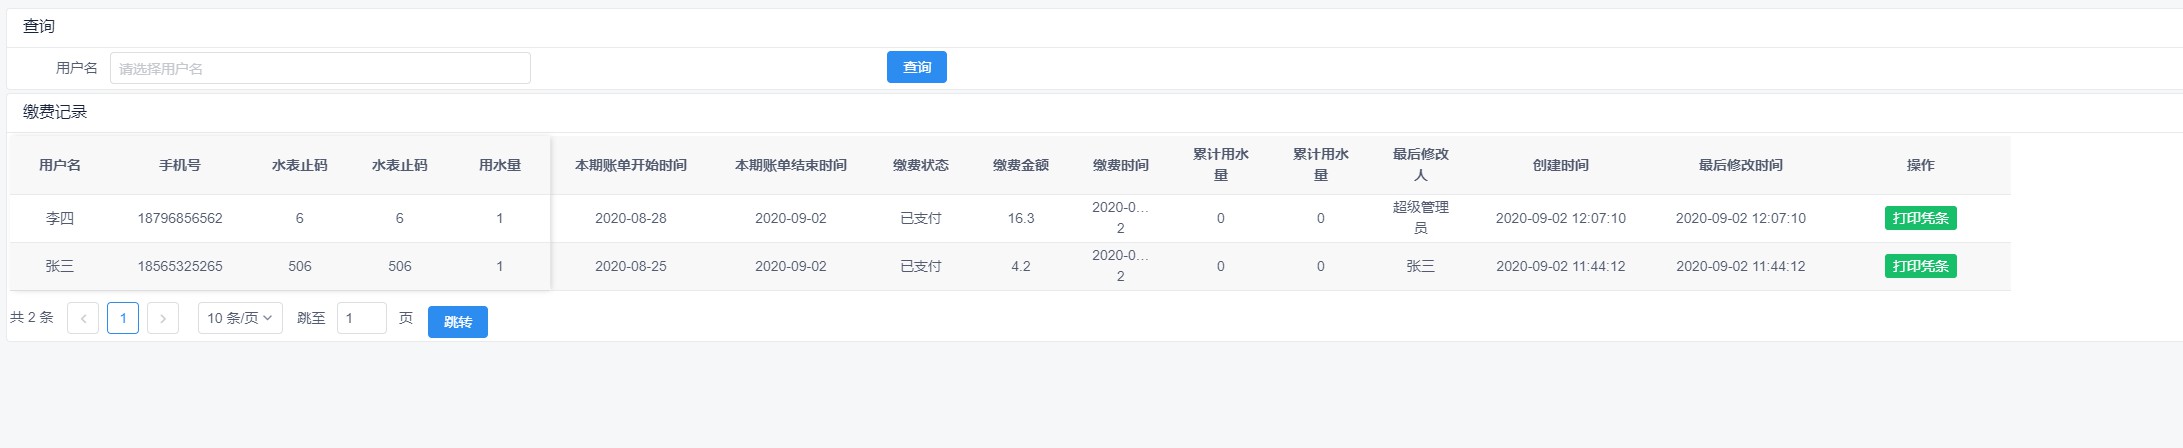 查询
用户名 请选择用户名 查询
缴费记录
用户名 手机号 水表止码 水表止码 用水量 本期账单开始时间 本期账单结束时间 缴费状态 缴费金额 缴费时间 累计用水量 累计用水量 最后修改人 创建时间 最后修改时间 操作
李四 18796856562 6 6 1 2020-08-28 2020-09-02 已支付 16.3 2020-0...2 0 0 超级管理员 2020-09-02 12:07:10 2020-09-02 12:07:10 打印凭条
张三 18565325265 506 506 1 2020-08-25 2020-09-02 已支付 4.2 2020-0...2 0 0 张三 2020-09-02 11:44:12 2020-09-02 11:44:12 打印凭条
共 2 条 < 1 > 10 条/页 跳至 1 页 跳转